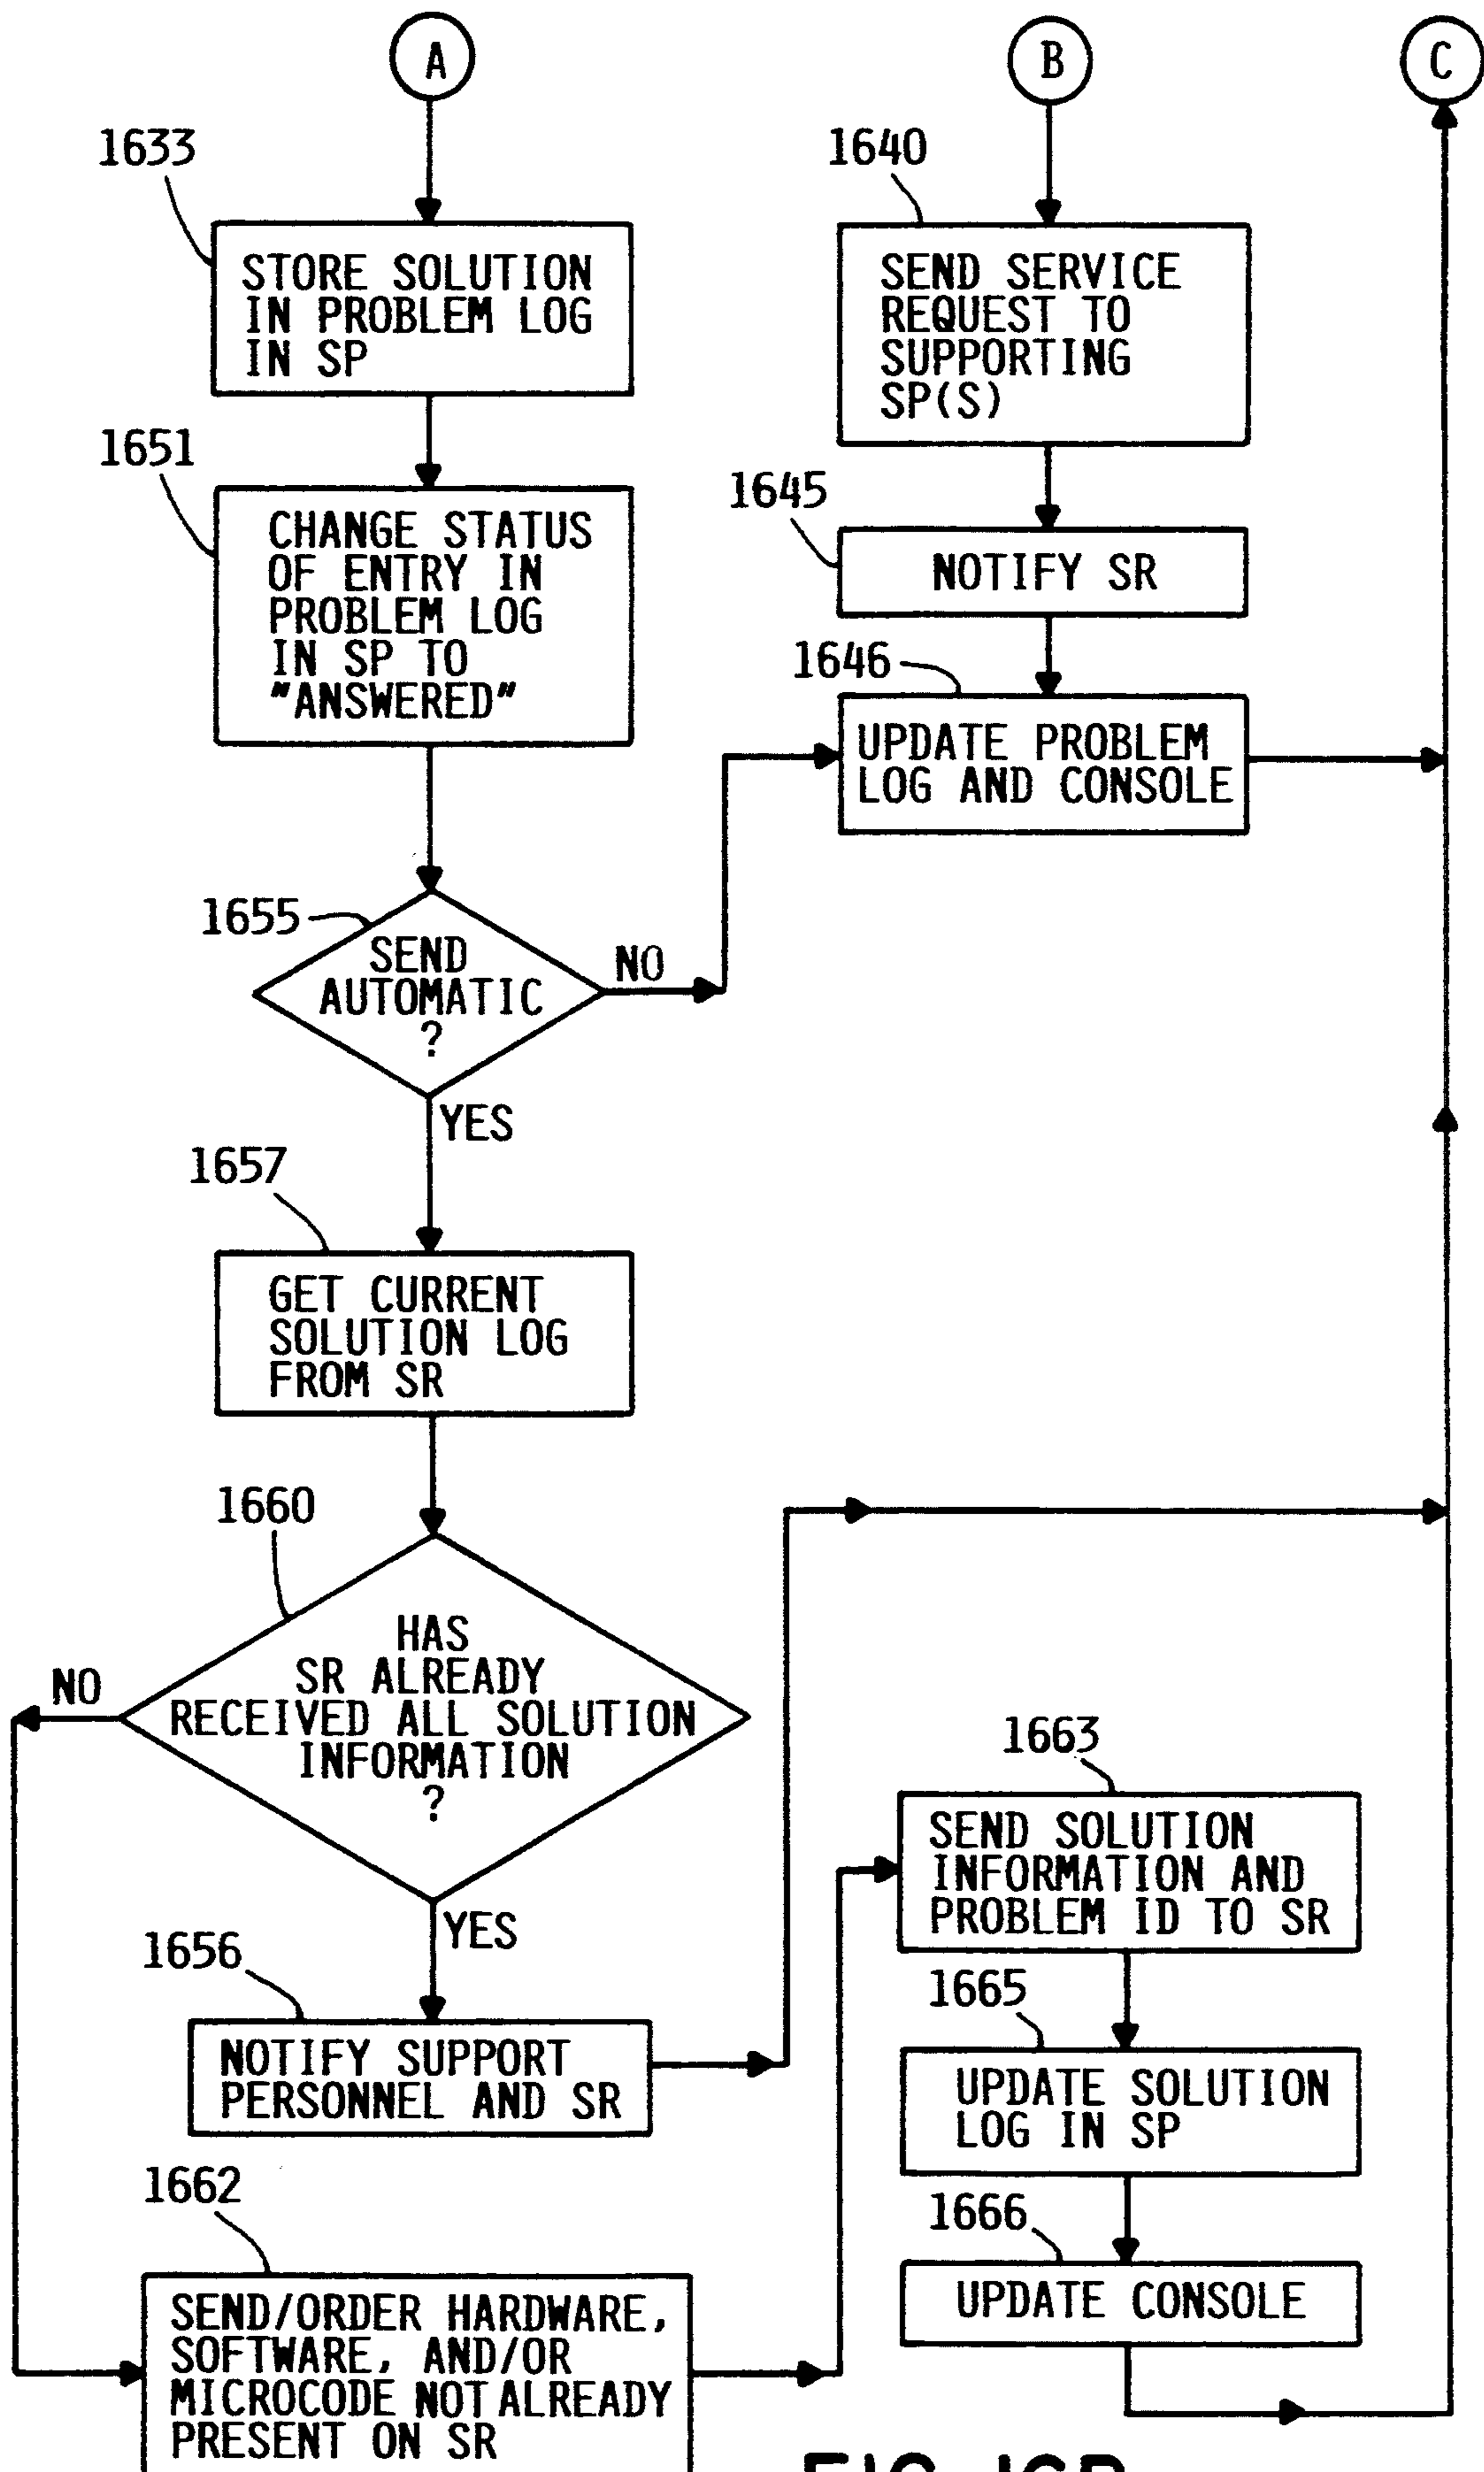 A
B
C
1633
STORE SOLUTION
IN PROBLEM LOG
IN SP
1651
CHANGE STATUS
OF ENTRY IN
PROBLEM LOG
IN SP TO
"ANSWERED"
1655
SEND
AUTOMATIC
?
NO
YES
1640
SEND SERVICE
REQUEST TO
SUPPORTING
SP(S)
1645
NOTIFY SR
1646
UPDATE PROBLEM
LOG AND CONSOLE
1657
GET CURRENT
SOLUTION LOG
FROM SR
1660
HAS
SR ALREADY
RECEIVED ALL SOLUTION
INFORMATION
?
NO
YES
1656
NOTIFY SUPPORT
PERSONNEL AND SR
1662
SEND/ORDER HARDWARE,
SOFTWARE, AND/OR
MICROCODE NOT ALREADY
PRESENT ON SR
1663
SEND SOLUTION
INFORMATION AND
PROBLEM ID TO SR
1665
UPDATE SOLUTION
LOG IN SP
1666
UPDATE CONSOLE